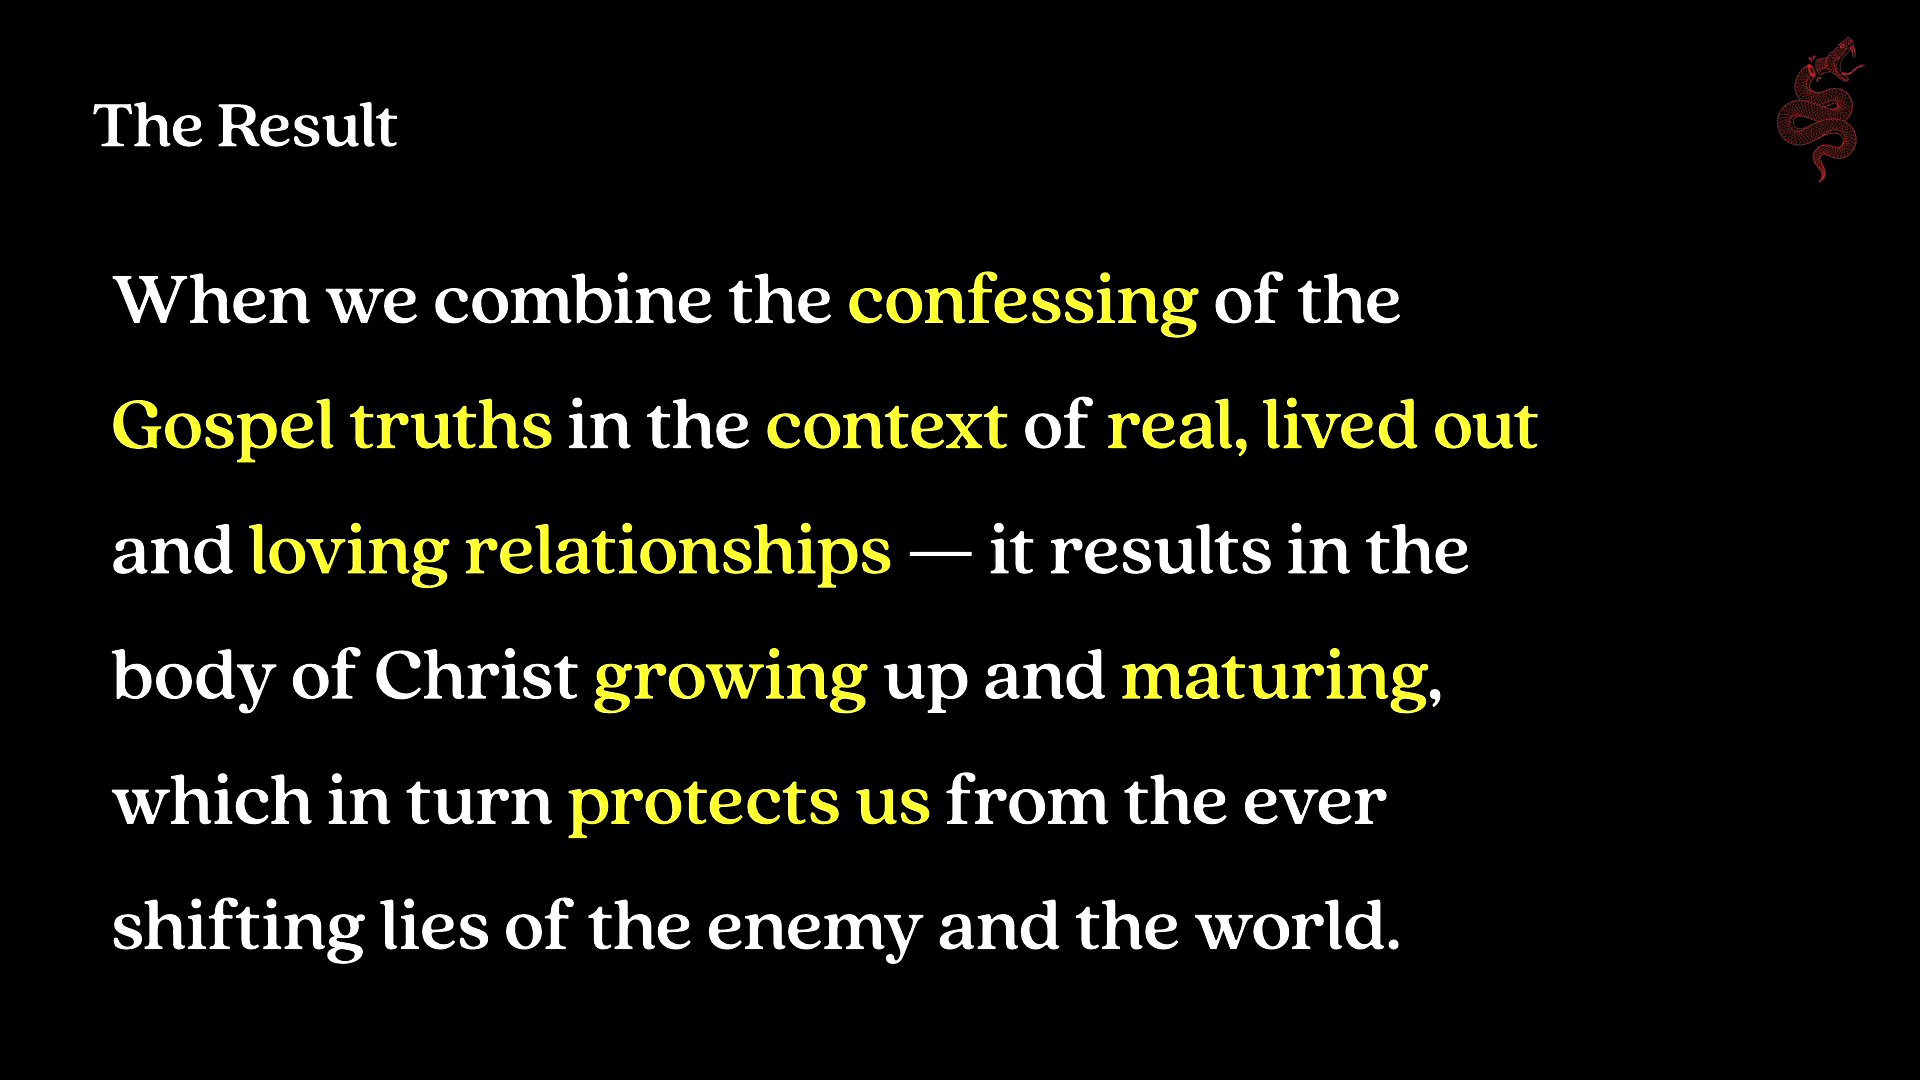 The Result
When we combine the confessing of the
Gospel truths in the context of real, lived out
and loving relationships — it results in the
body of Christ growing up and maturing,
which in turn protects us from the ever
shifting lies of the enemy and the world.